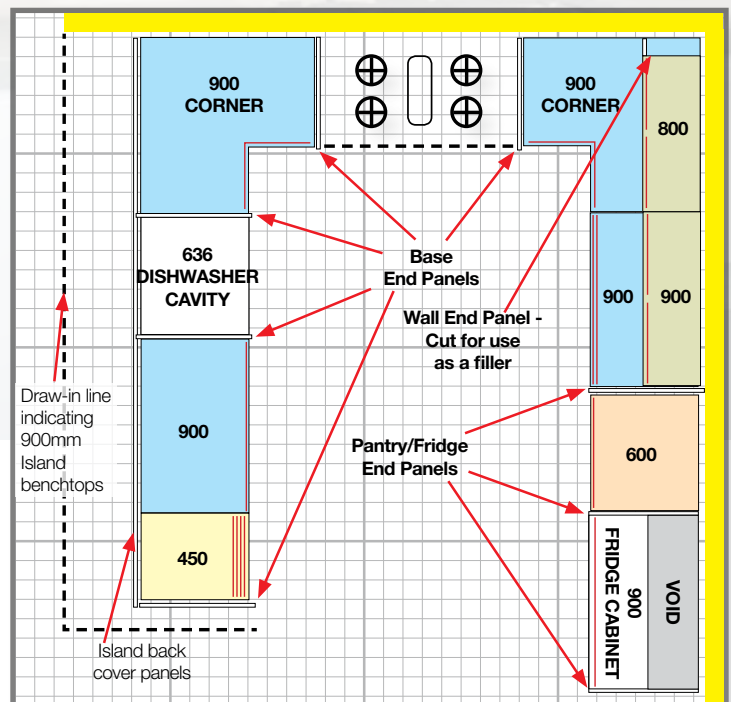 900
CORNER
900
CORNER
800
636
DISHWASHER
CAVITY
Base
End Panels
900
900
Wall End Panel -
Cut for use
as a filler
Draw-in line
indicating
900mm
Island
benchtops
900
Pantry/Fridge
End Panels
600
450
FRIDGE CABINET
900
VOID
Island back
cover panels